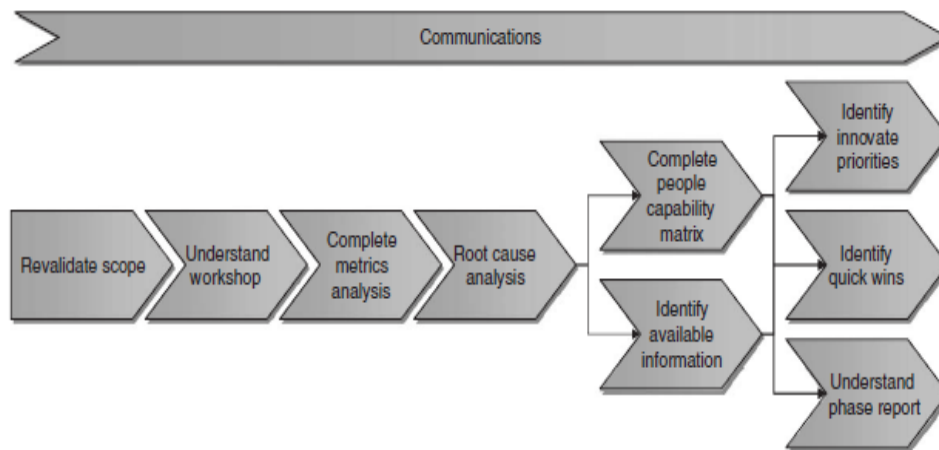 Communications
Revalidate scope
Understand
workshop
Complete
metrics
analysis
Root cause
analysis
Complete
people
capability
matrix
Identify
available
information
Identify
innovate
priorities
Identify
quick wins
Understand
phase report